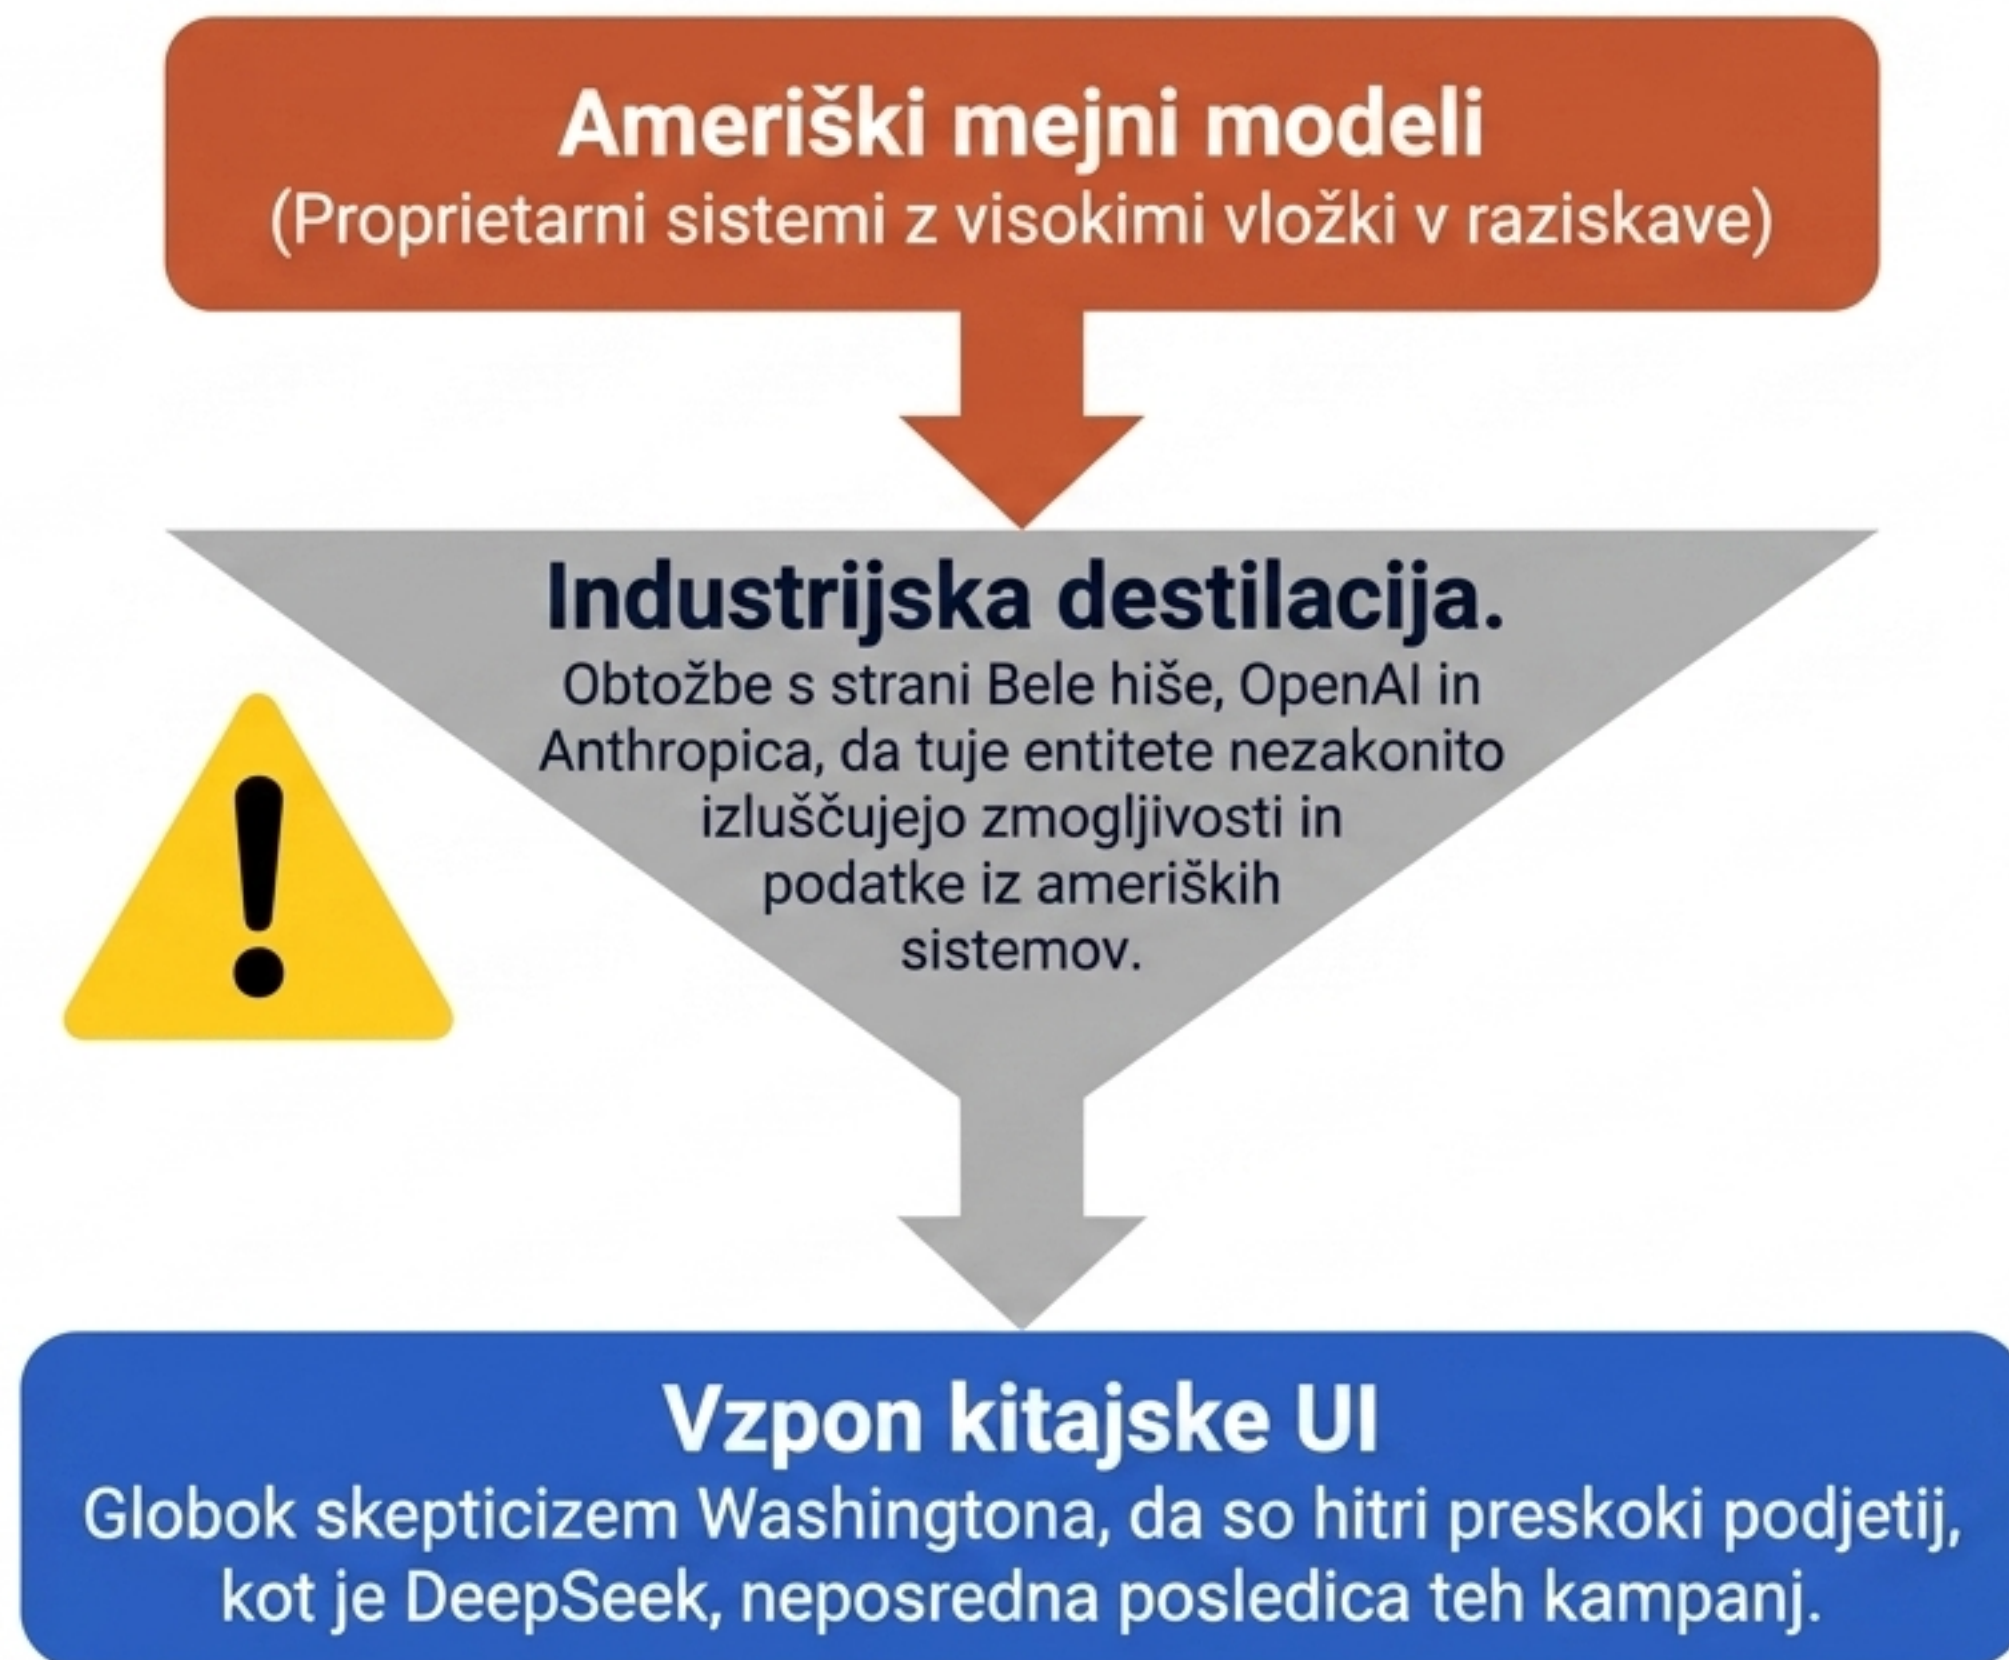 Ameriški mejni modeli
(Proprietarni sistemi z visokimi vložki v raziskave)
Industrijska destilacija.
Obtožbe s strani Bele hiše, OpenAI in
Anthropica, da tuje entitete nezakonito
izluščujejo zmogljivosti in
podatke iz ameriških
sistemov.
Vzpon kitajske UI
Globok skepticizem Washingtona, da so hitri preskoki podjetij,
kot je DeepSeek, neposredna posledica teh kampanj.